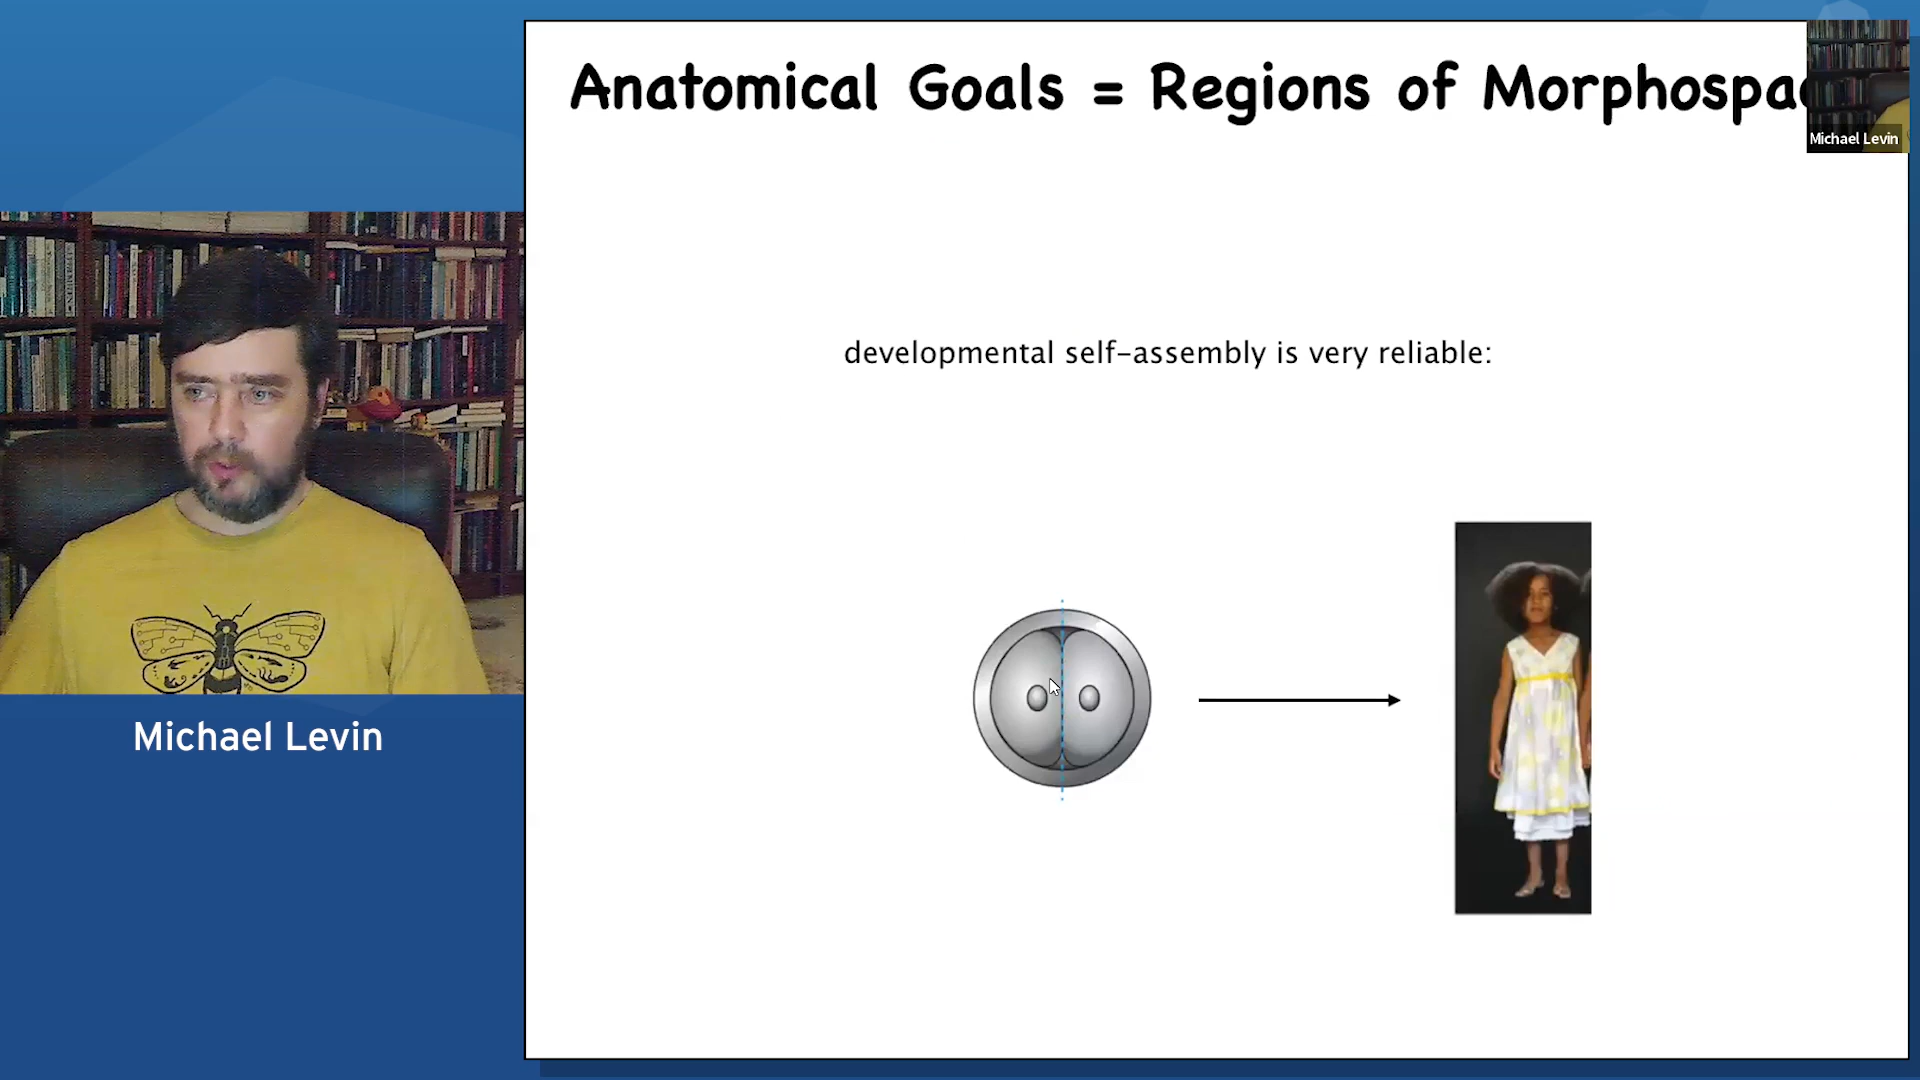 Anatomical Goals = Regions of Morphospa
Michael Levin
developmental self-assembly is very reliable:
Michael Levin